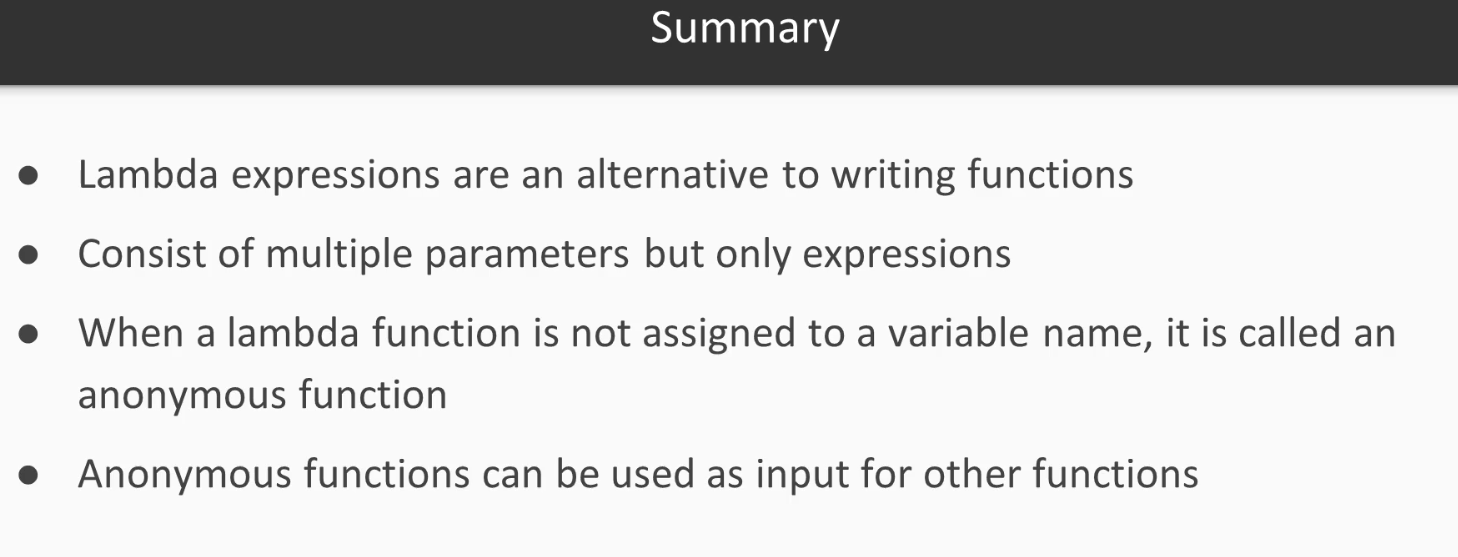 Summary
● Lambda expressions are an alternative to writing functions
● Consist of multiple parameters but only expressions
● When a lambda function is not assigned to a variable name, it is called an
anonymous function
● Anonymous functions can be used as input for other functions